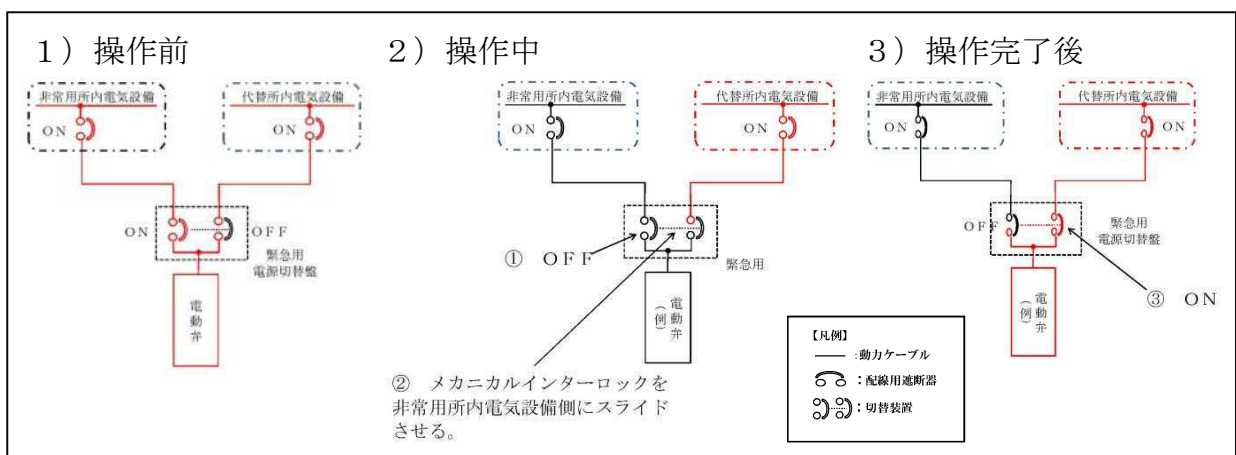 1）操作前
非常用所内電気設備
代替所内電気設備
ON
ON
ON
OFF
緊急用
電源切替盤
電動弁
2）操作中
非常用所内電気設備
代替所内電気設備
ON
ON
① OFF
緊急用
電動弁
（例）
② メカニカルインターロックを
非常用所内電気設備側にスライド
させる。
3）操作完了後
非常用所内電気設備
代替所内電気設備
ON
ON
OFF
緊急用
電源切替盤
電動弁
（例）
③ ON
【凡例】
：動力ケーブル
：配線用遮断器
：切替装置